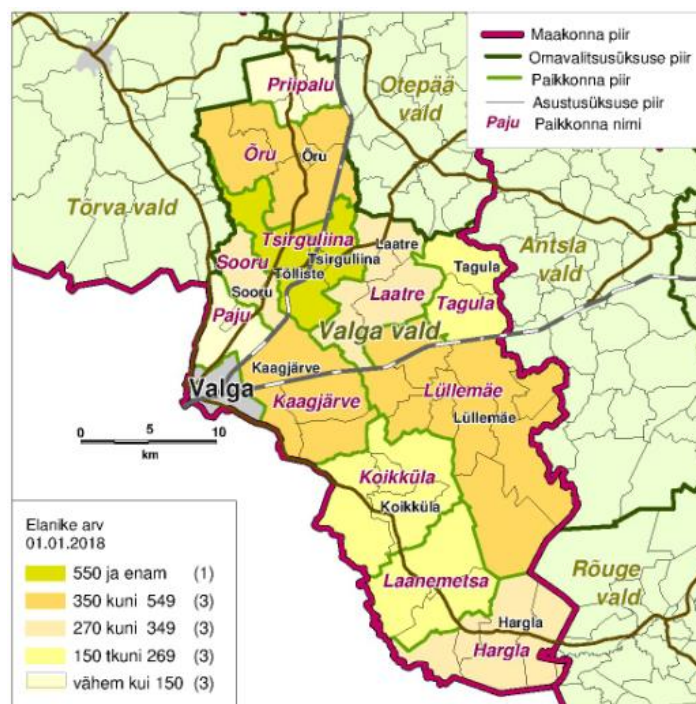 Maakonna piir
Omavalitsusüksuse piir
Paikkonna piir
Asustusüksuse piir
Paju Paikkonna nimi
Priipalu
Otepää
vald
Õru
Õru
Tõrva vald
Tsirguliina
Laatre
Antsla
vald
Sooru
Tsirguliina
Tõlliste
Tagula
Sooru
Laatre
Tagula
Paju
Valga vald
Kaagjärve
Valga
Lüllemäe
Kaagjärve
Lüllemäe
0 5 10
km
Koikküla
Koikküla
Laanemetsa
Rõuge
vald
Hargla
Hargla
Elanike arv
01.01.2018
550 ja enam (1)
350 kuni 549 (3)
270 kuni 349 (3)
150 tkuni 269 (3)
vähem kui 150 (3)